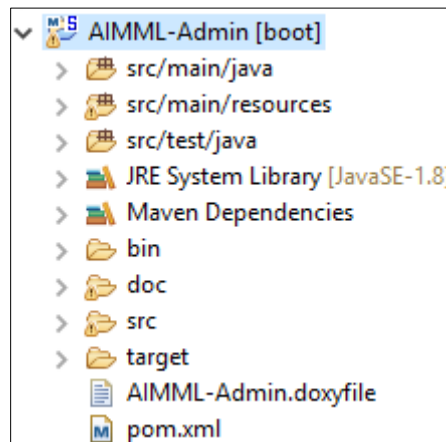 AIMML-Admin [boot]
src/main/java
src/main/resources
src/test/java
JRE System Library [JavaSE-1.8]
Maven Dependencies
bin
doc
src
target
AIMML-Admin.doxyfile
pom.xml